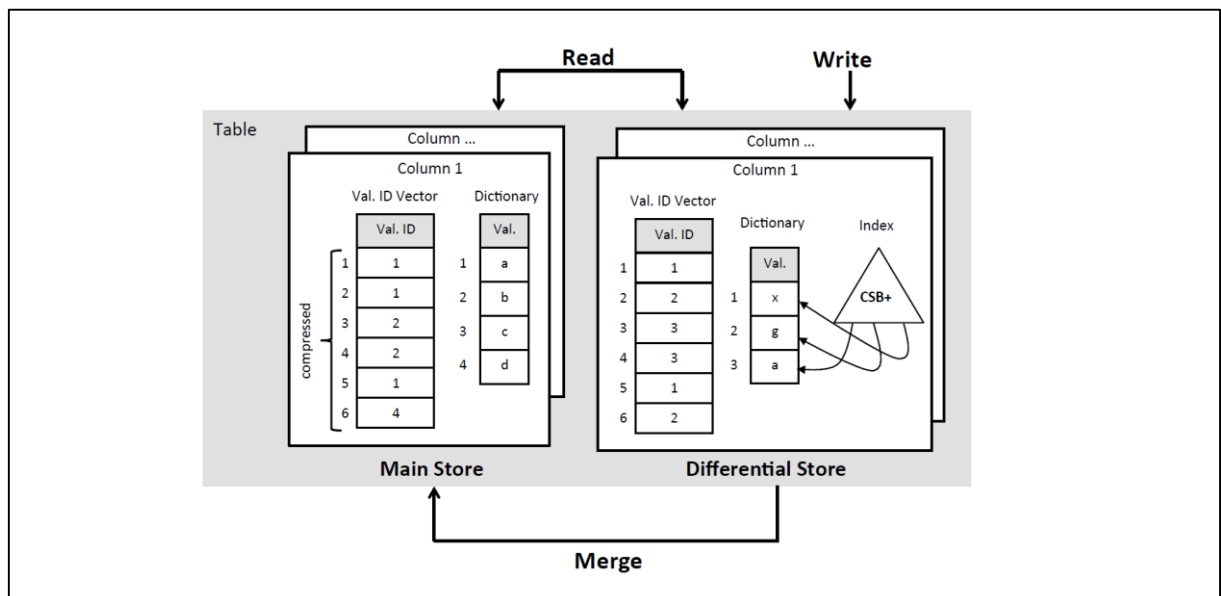 Read
Write
Table
Column ...
Column 1
Val. ID Vector
Dictionary
Val. ID
Val.
compressed
1 1
2 1
3 2
4 2
5 1
6 4
1 a
2 b
3 c
4 d
Main Store
Column ...
Column 1
Val. ID Vector
Dictionary
Index
Val. ID
Val.
1 1
2 2
3 3
4 3
5 1
6 2
1 x
2 g
3 a
CSB+
Differential Store
Merge